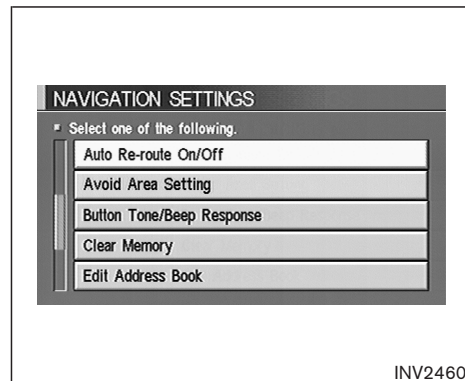 NAVIGATION SETTINGS
Select one of the following.
Auto Re-route On/Off
Avoid Area Setting
Button Tone/Beep Response
Clear Memory
Edit Address Book
INV2460